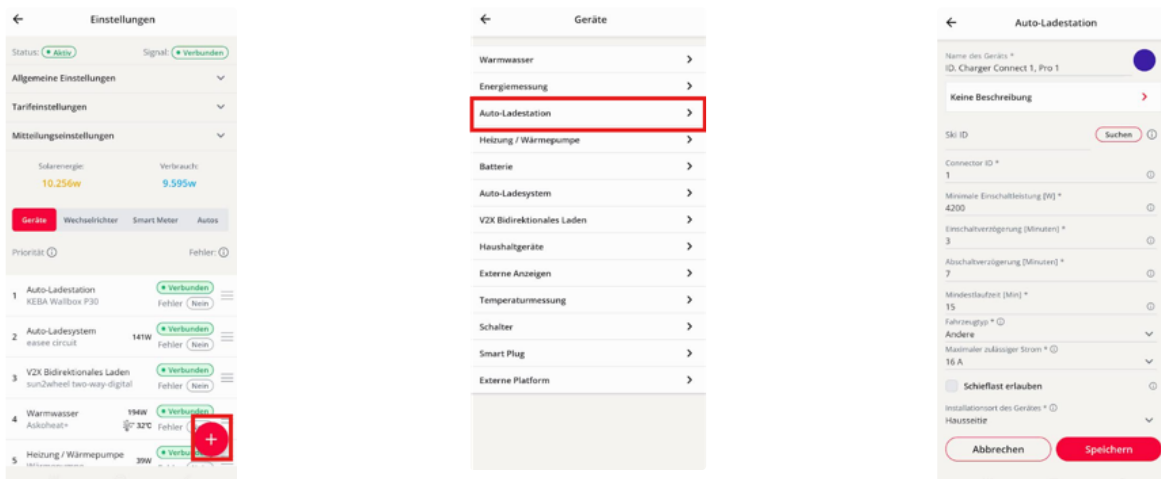 Einstellungen
Status: Aktiv Signal: Verbunden
Allgemeine Einstellungen
Tarifeinstellungen
Mitteilungseinstellungen
Solarenergie: Verbrauch:
10.256w 9.595w
Geräte Wechselrichter Smart Meter Autos
Priorität Fehler:
1 Auto-Ladestation Verbunden
KEBA Wallbox P30 Fehler Nein
2 Auto-Ladesystem 141W Verbunden
easee circuit Fehler Nein
3 V2X Bidirektionales Laden Verbunden
sun2wheel two-way-digital Fehler Nein
4 Warmwasser 194W Verbunden
Askoheat+ 32°C Fehler
+
5 Heizung / Wärmepumpe 39W
Geräte
Warmwasser
Energiemessung
Auto-Ladestation
Heizung / Wärmepumpe
Batterie
Auto-Ladesystem
V2X Bidirektionales Laden
Haushaltgeräte
Externe Anzeigen
Temperaturmessung
Schalter
Smart Plug
Externe Platform
Auto-Ladestation
Name des Geräts *
ID. Charger Connect 1, Pro 1
Keine Beschreibung
Ski ID Suchen
Connector ID *
1
Minimale Einschaltleistung [W] *
4200
Einschaltverzögerung [Minuten] *
3
Abschaltverzögerung [Minuten] *
7
Mindestlaufzeit [Min] *
15
Fahrzeugtyp *
Andere
Maximaler zulässiger Strom *
16 A
Schieflast erlauben
Installationsort des Gerätes *
Hausseitig
Abbrechen Speichern